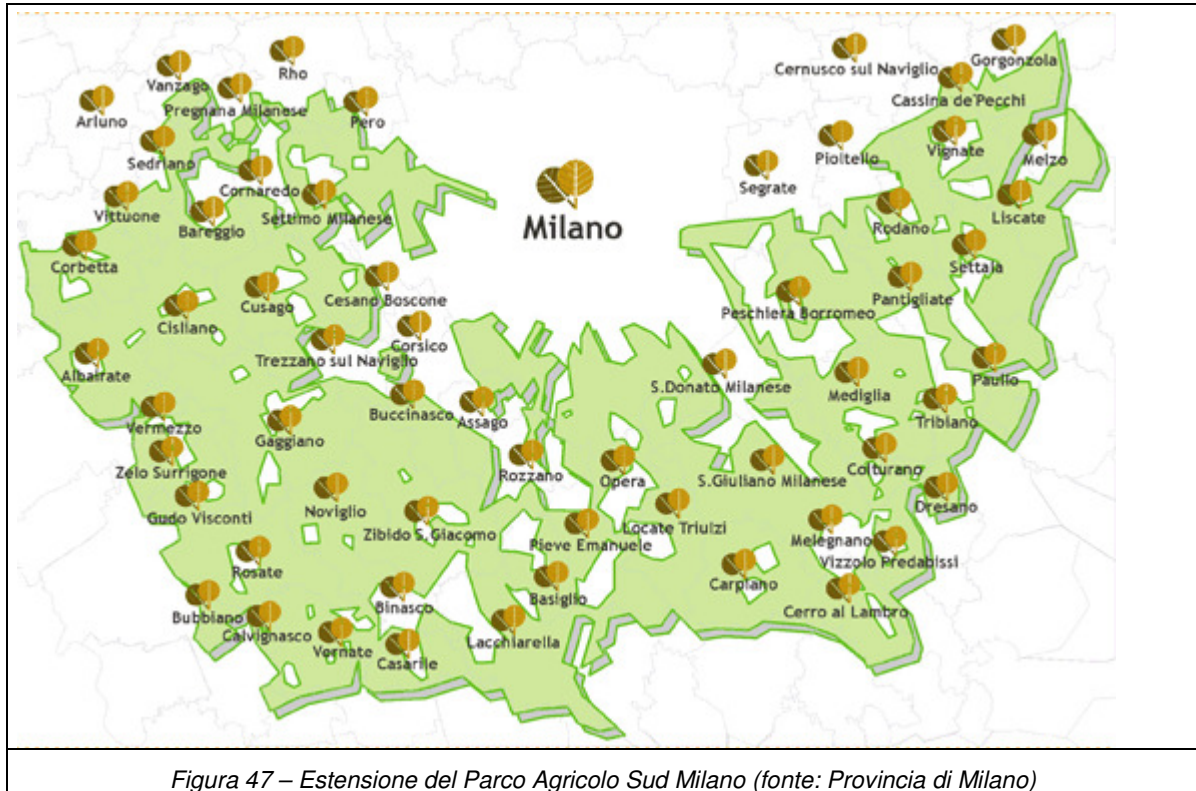 Rho
Gorgonzola
Cernusco sul Naviglio
Vanzago
Cassina de'Pecchi
Pregnana Milanese
Arluno
Pero
Sedriano
Pioltello
Vignate
Melzo
Segrate
Cornaredo
Settimo Milanese
Vittuone
Bareggio
Milano
Rodano
Liscate
Corbetta
Settala
Cesano Boscone
Cusago
Pantigliate
Peschiera Borromeo
Cisliano
Corsico
Trezzano sul Naviglio
Albairate
S.Donato Milanese
Paullo
Mediglia
Buccinasco
Assago
Tribiano
Vermezzo
Gaggiano
Zelo Surrigone
Rozzano
Opera
S.Giuliano Milanese
Colturano
Gudo Visconti
Noviglio
Zibido S.Giacomo
Locate Triulzi
Dresano
Pieve Emanuele
Melegnano
Vizzolo Predabissi
Rosate
Carpiano
Basiglio
Binasco
Cerro al Lambro
Bubbiano
Calvignasco
Lacchiarella
Vernate
Casarile
Figura 47 – Estensione del Parco Agricolo Sud Milano (fonte: Provincia di Milano)